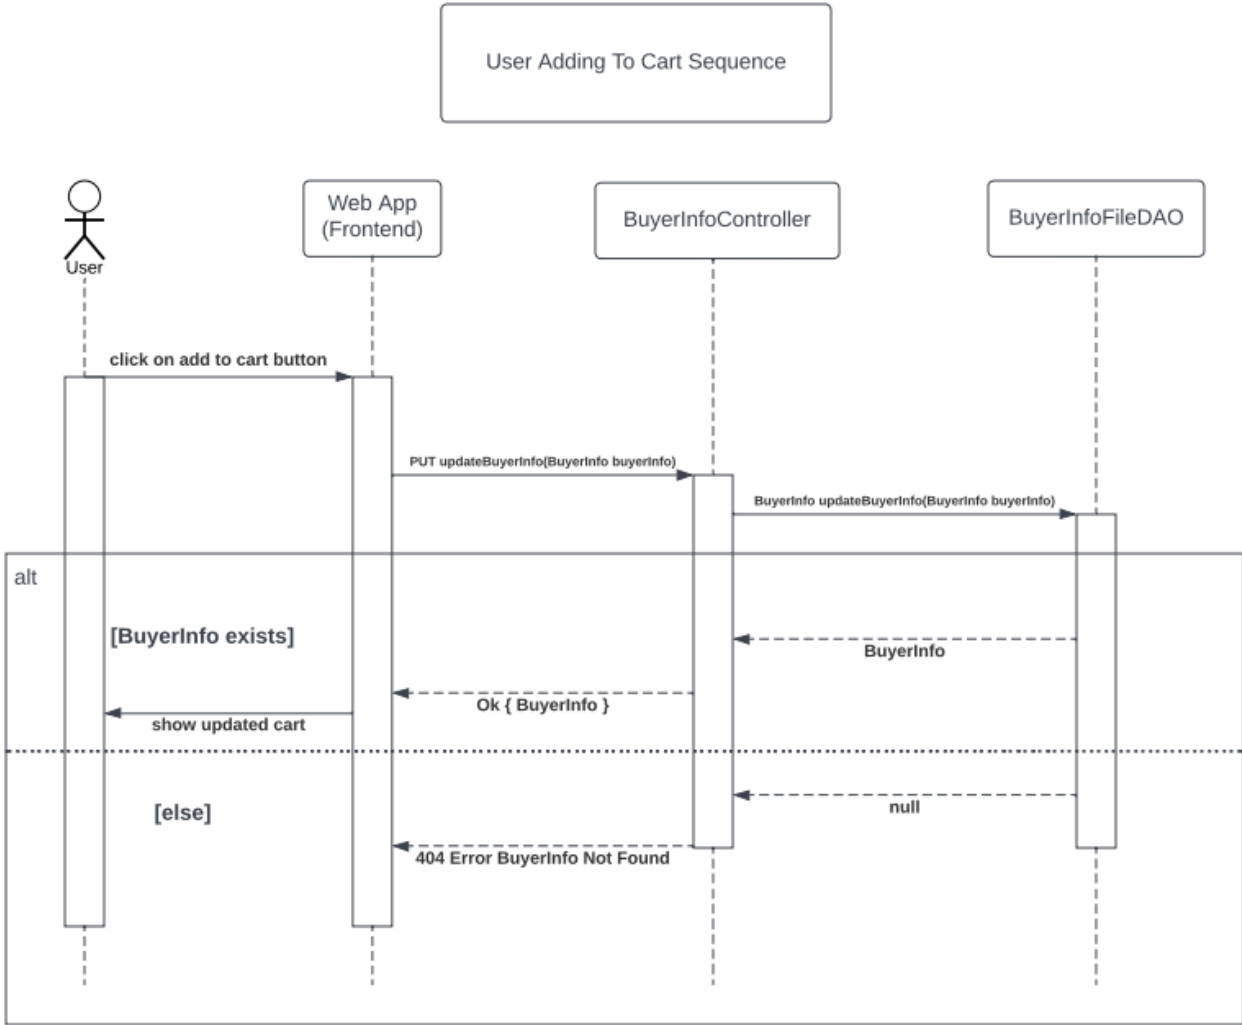 User Adding To Cart Sequence
User
Web App
(Frontend)
BuyerInfoController
BuyerInfoFileDAO
click on add to cart button
PUT updateBuyerInfo(BuyerInfo buyerInfo)
BuyerInfo updateBuyerInfo(BuyerInfo buyerInfo)
alt
[BuyerInfo exists]
BuyerInfo
Ok { BuyerInfo }
show updated cart
[else]
null
404 Error BuyerInfo Not Found